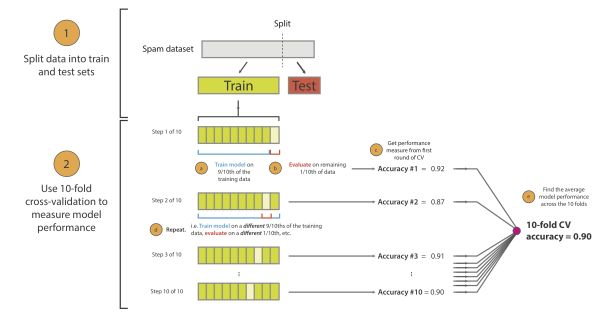 1
Split data into train
and test sets
Split
Spam dataset
Train
Test
2
Use 10-fold
cross-validation to
measure model
performance
Step 1 of 10
a
Train model on
9/10th of the
training data
b
Evaluate on remaining
1/10th of data
c
Get performance
measure from first
round of CV
Accuracy #1 = 0.92
Step 2 of 10
Accuracy #2 = 0.87
d
Repeat, i.e. Train model on a different 9/10ths of the training
data, evaluate on a different 1/10th, etc.
Step 3 of 10
Accuracy #3 = 0.91
:
:
Step 10 of 10
Accuracy #10 = 0.90
e
Find the average
model performance
across the 10 folds
10-fold CV
accuracy = 0.90